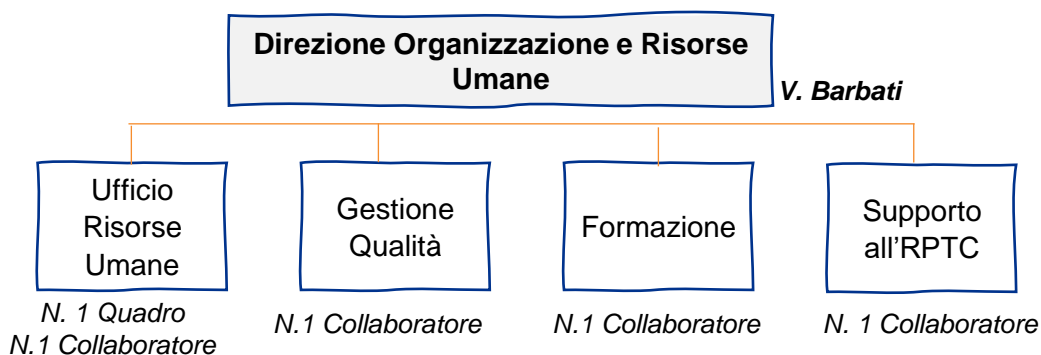 Direzione Organizzazione e Risorse
Umane
V. Barbati
Ufficio
Risorse
Umane
Gestione
Qualità
Formazione
Supporto
all'RPTC
N. 1 Quadro
N.1 Collaboratore
N.1 Collaboratore
N.1 Collaboratore
N. 1 Collaboratore